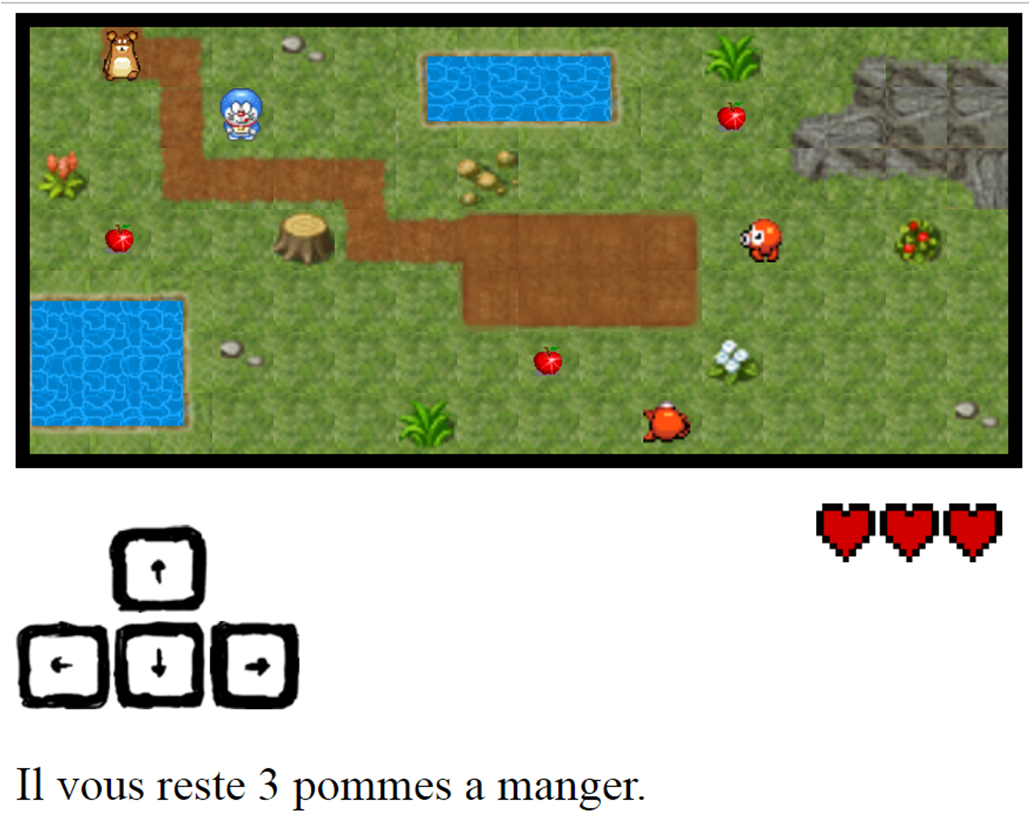 ↑
← ↓ →
Il vous reste 3 pommes a manger.